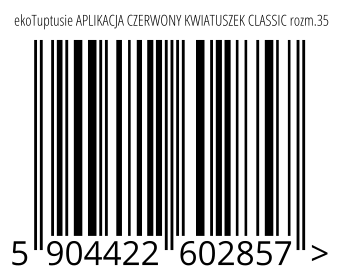 ekoTuptusie APLIKACJA CZERWONY KWIATUSZEK CLASSIC rozm.35
5 904422 602857 >